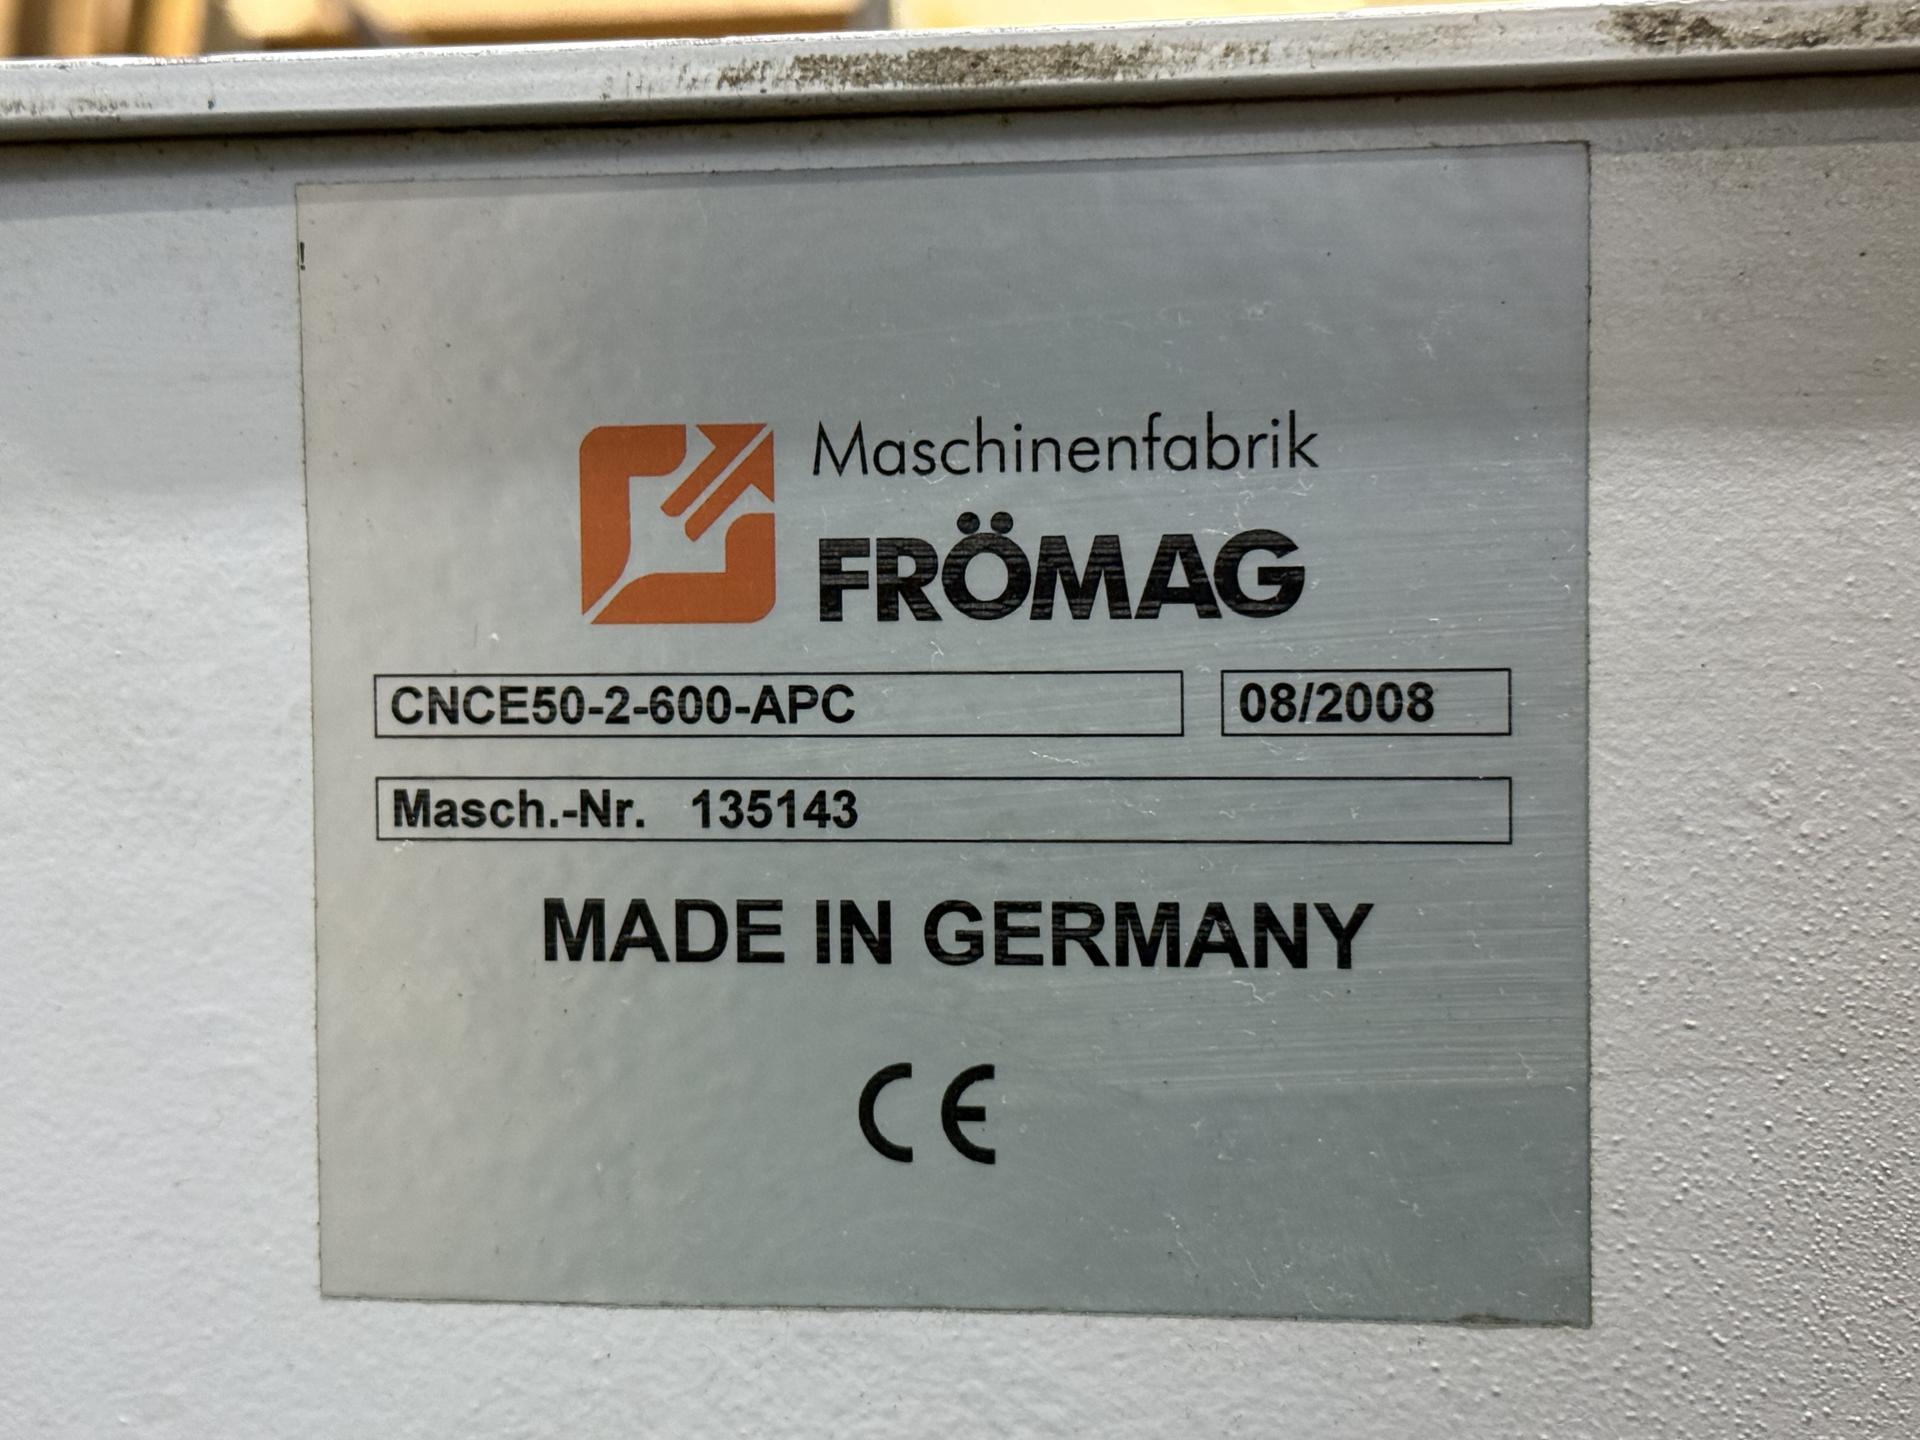 Maschinenfabrik
FRÖMAG
CNCE50-2-600-APC 08/2008
Masch.-Nr. 135143
MADE IN GERMANY
CE